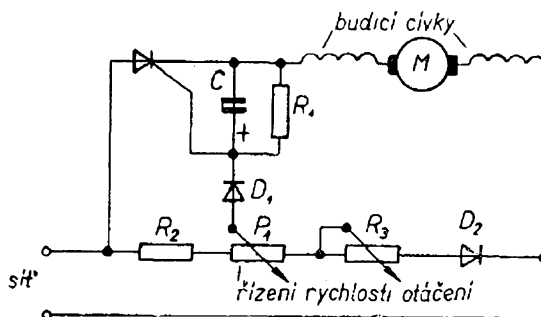 budicí cívky
M
C
+
R₁
D₁
R₂
P₁
R₃
D₂
síť
řízení rychlosti otáčení